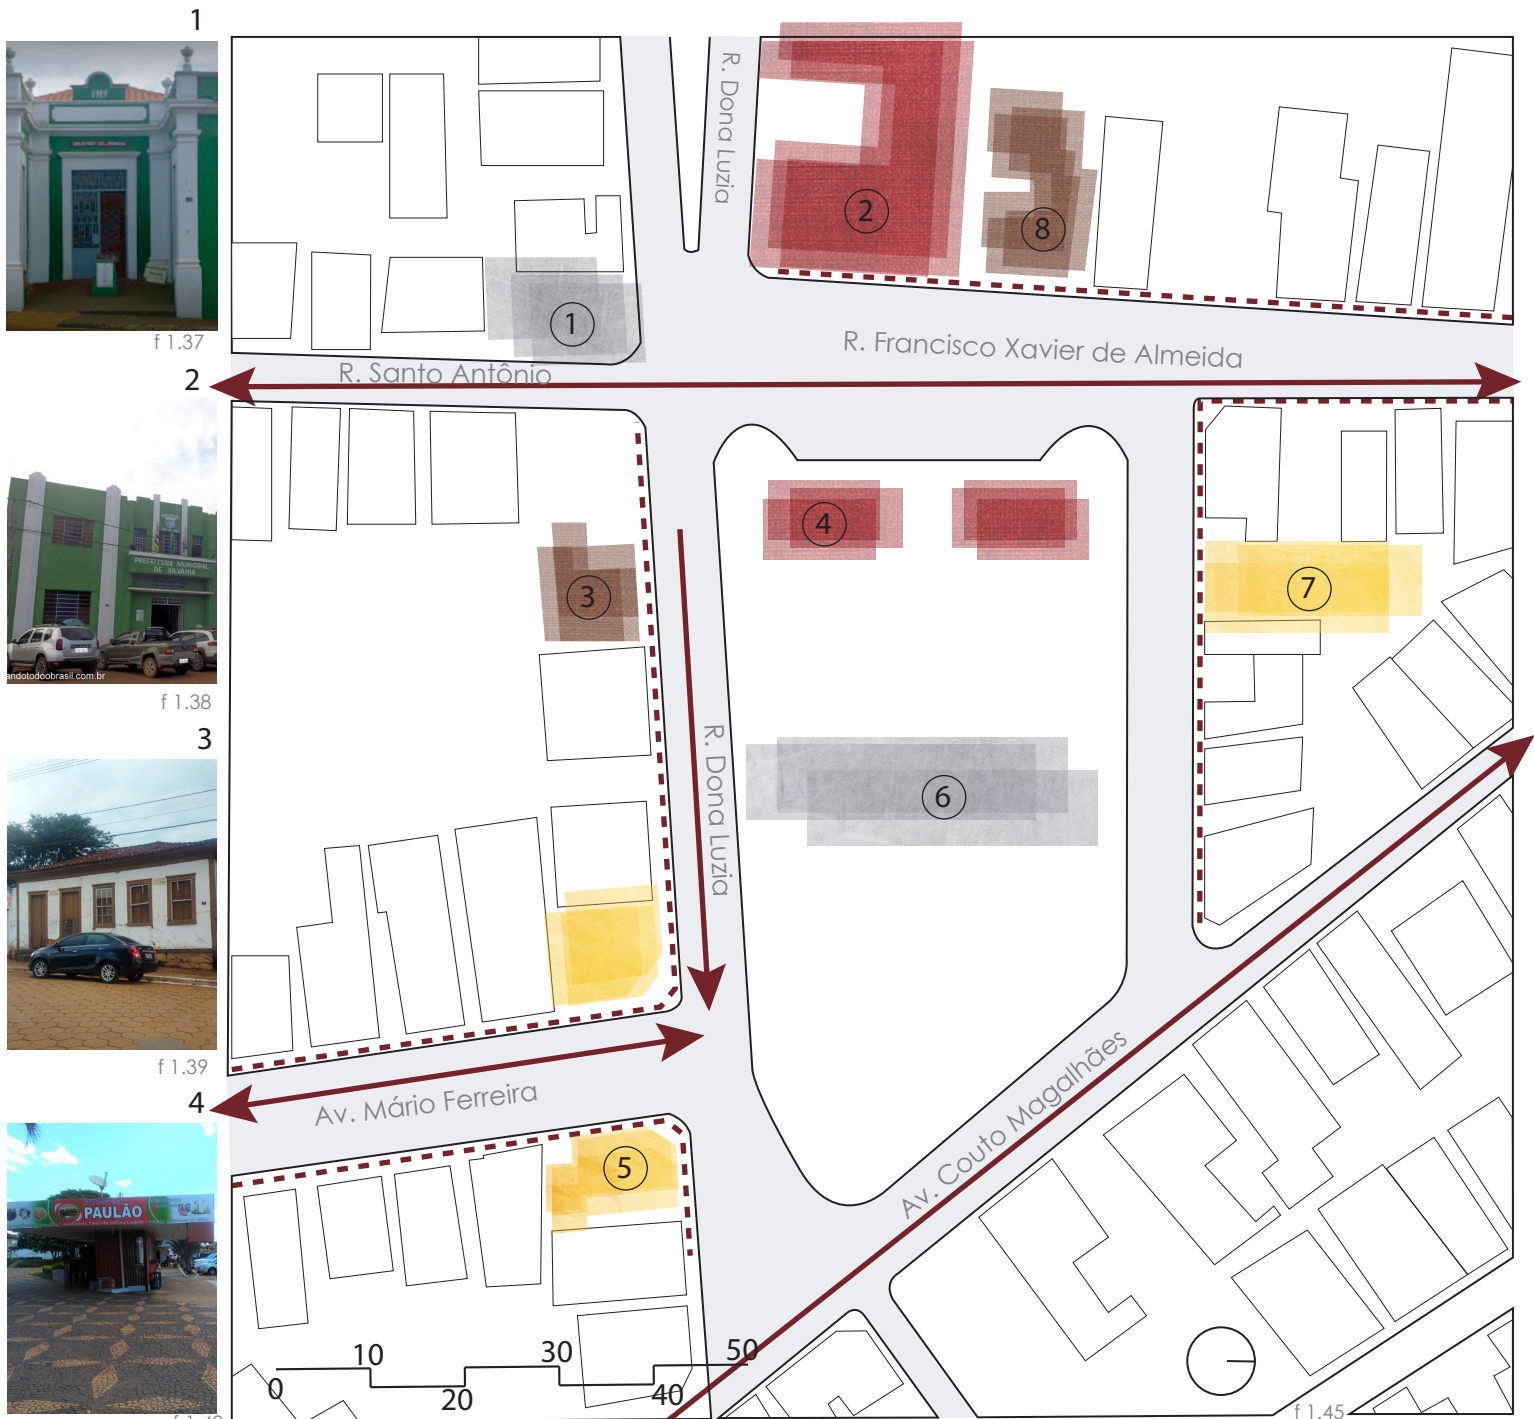 1
1919
f 1.37
2
PREFEITURA MUNICIPAL
DE SILVÂNIA
andotodoobrasil.com.br
f 1.38
3
f 1.39
4
PAULÃO
R. Dona Luzia
2
8
1
R. Francisco Xavier de Almeida
R. Santo Antônio
4
3
7
R. Dona Luzia
6
Av. Mário Ferreira
Av. Couto Magalhães
5
0
10
20
30
40
50
f 1.45